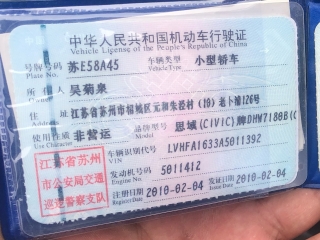 中华人民共和国机动车行驶证
Vehicle License of the People's Republic of China
号牌号码 苏E58A45 车辆类型 小型轿车
Plate No. Vehicle Type
所有人 吴菊泉
Owner
住址 江苏省苏州市相城区元和朱泾村(10)老卜埔126号
Address
使用性质 非营运 品牌型号 思域(CIVIC)牌DHW7180B(C
Use Character Model
江苏省苏州
市公安局交通
巡逻警察支队
车辆识别代号 LVHFA1633A5011392
VIN
发动机号码 5011412
Engine No.
注册日期 2010-02-04 发证日期 2010-02-04
Register Date Issue Date